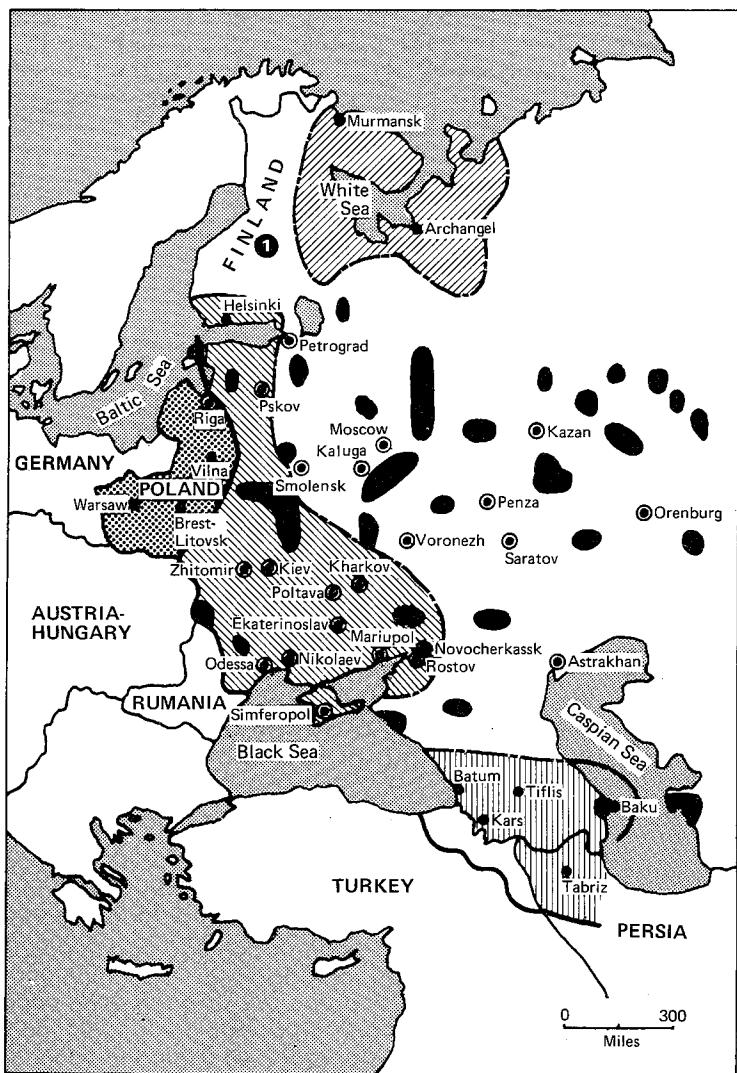 Murmansk
FINLAND
White
Sea
Archangel
1
Helsinki
Petrograd
Baltic Sea
Pskov
Riga
Moscow
Kazan
Kaluga
GERMANY
Vilna
Smolensk
POLAND
Warsaw
Penza
Orenburg
Brest-
Litovsk
Voronezh
Saratov
Zhitomir
Kiev
Kharkov
Poltava
AUSTRIA-
HUNGARY
Ekaterinoslav
Mariupol
Novocherkassk
Odessa
Nikolaev
Rostov
Astrakhan
RUMANIA
Simferopol
Caspian Sea
Black Sea
Batum
Tiflis
Baku
Kars
Tabriz
TURKEY
PERSIA
0 300
Miles